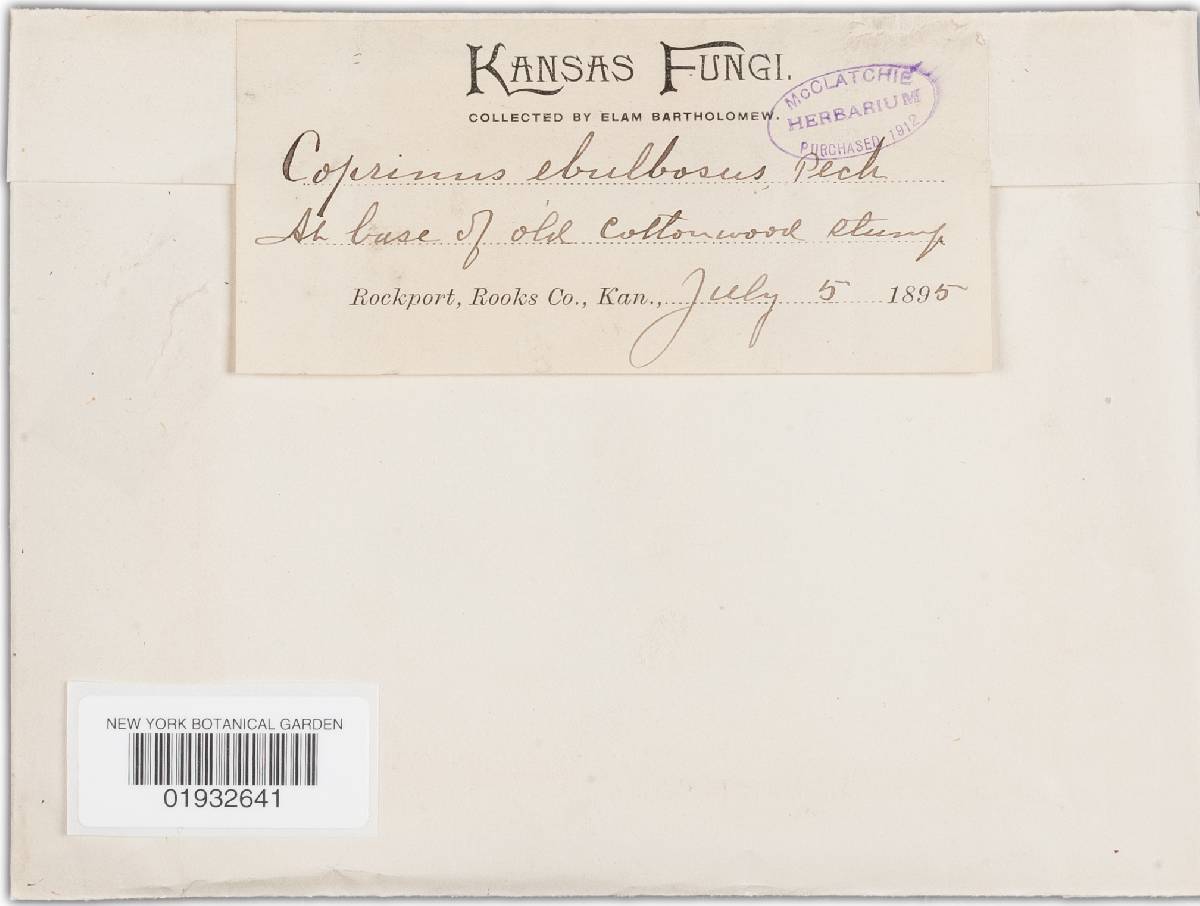 KANSAS FUNGI.
COLLECTED BY ELAM BARTHOLOMEW.
McCLATCHIE
HERBARIUM
PURCHASED 1912
Coprinus ebulbosus, Peck
At base of old cottonwood stump
Rockport, Rooks Co., Kan., July 5 1895
NEW YORK BOTANICAL GARDEN
01932641